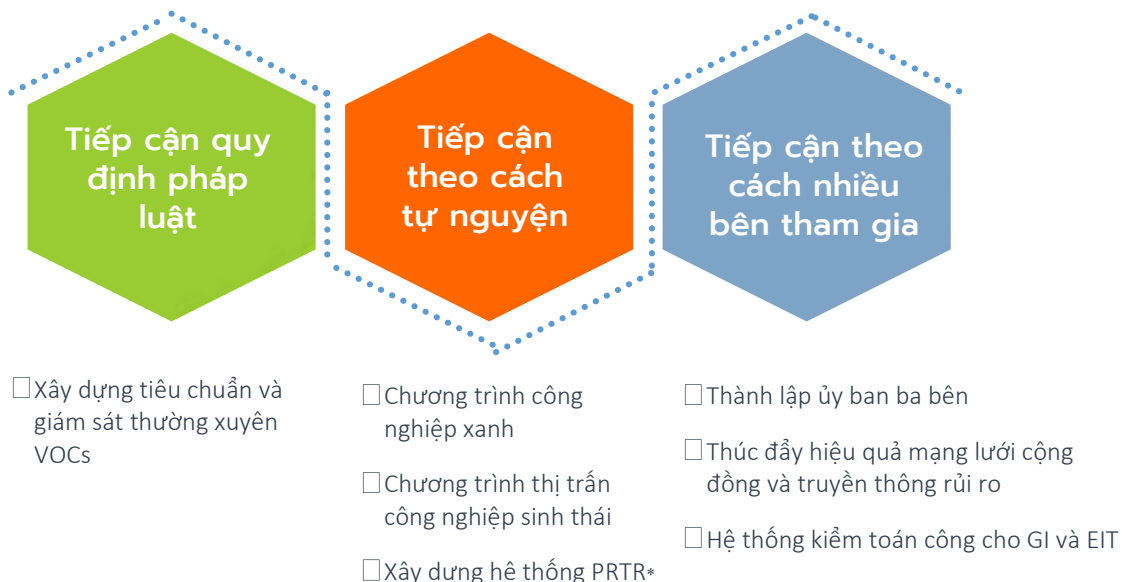 Tiếp cận quy
định pháp
luật
Tiếp cận
theo cách
tự nguyện
Tiếp cận theo
cách nhiều
bên tham gia
Xây dựng tiêu chuẩn và
giám sát thường xuyên
VOCs
Chương trình công
nghiệp xanh
Chương trình thị trấn
công nghiệp sinh thái
Xây dựng hệ thống PRTR*
Thành lập ủy ban ba bên
Thúc đẩy hiệu quả mạng lưới cộng
đồng và truyền thông rủi ro
Hệ thống kiểm toán công cho GI và EIT